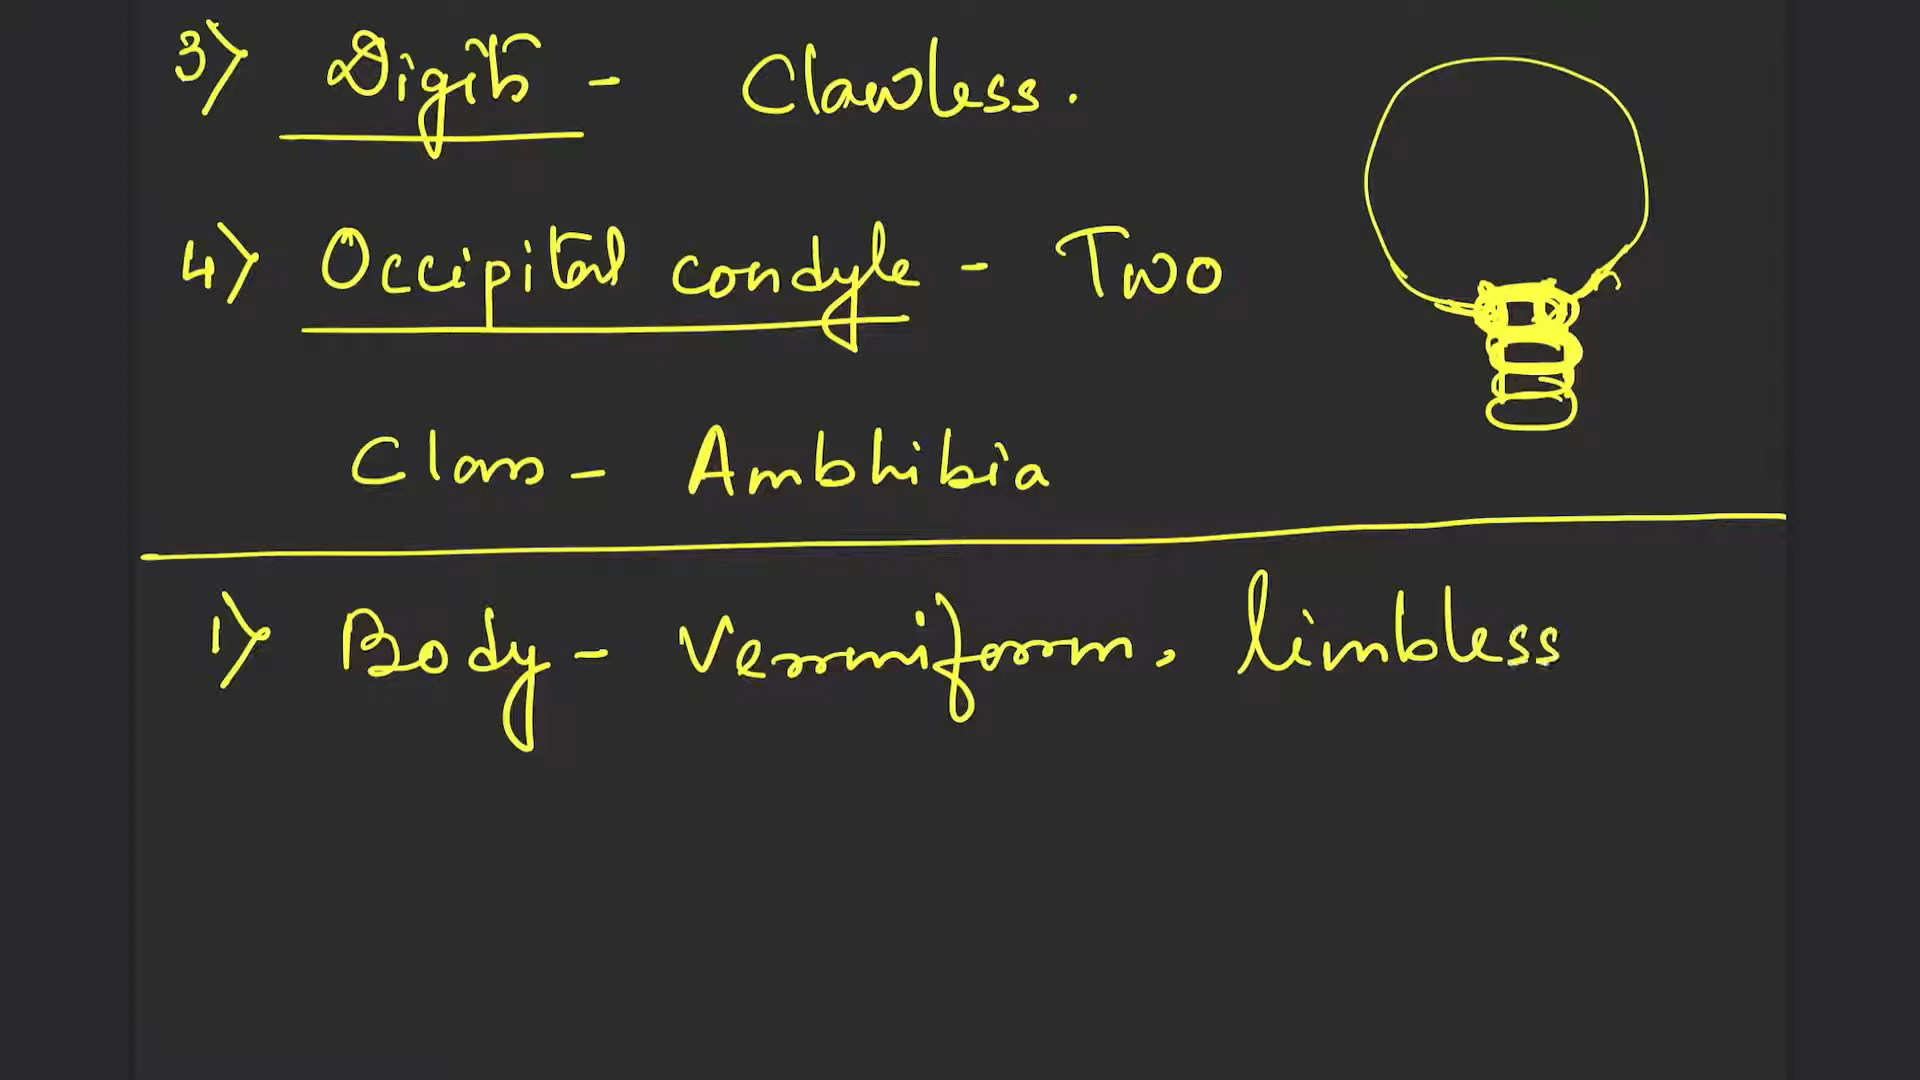 3) Digits - Clawless.
4) Occipital condyle - Two
Class - Ambhibia
1) Body - Vermiform, limbless